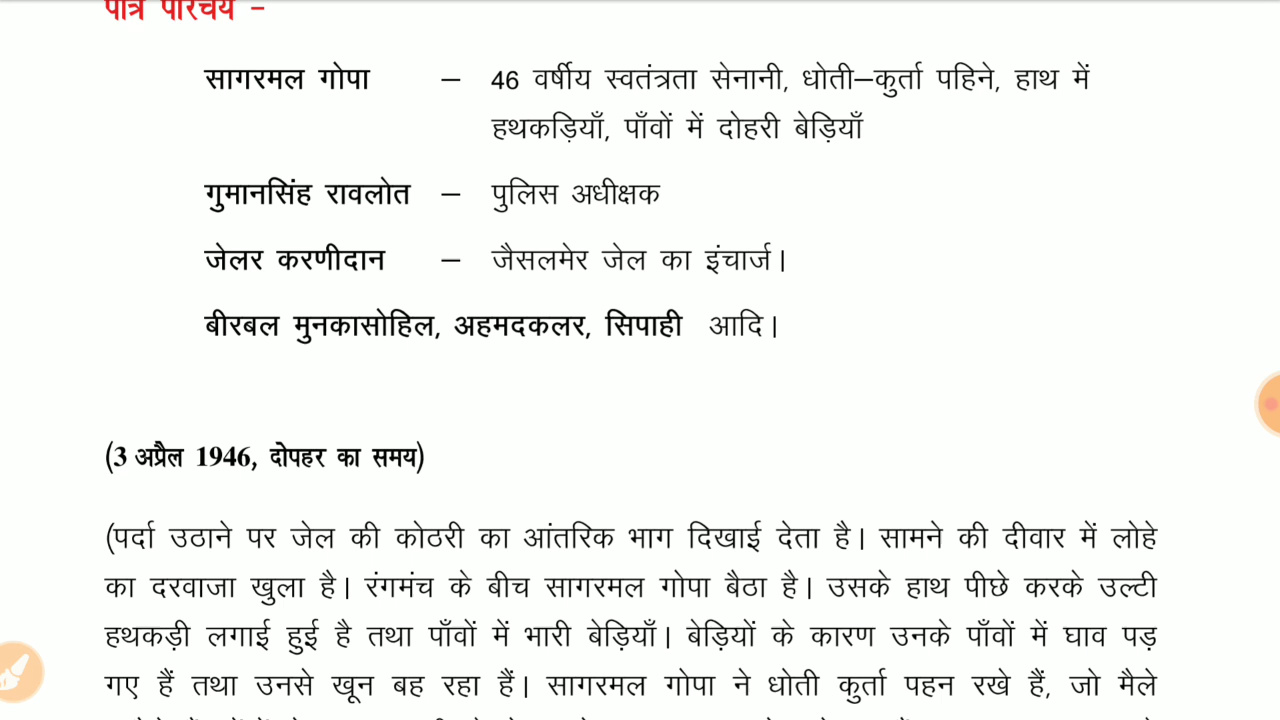 पात्र परिचय –
सागरमल गोपा – 46 वर्षीय स्वतंत्रता सेनानी, धोती–कुर्ता पहिने, हाथ में
हथकड़ियाँ, पाँवों में दोहरी बेड़ियाँ
गुमानसिंह रावलोत – पुलिस अधीक्षक
जेलर करणीदान – जैसलमेर जेल का इंचार्ज।
बीरबल मुनकासोहिल, अहमदकलर, सिपाही आदि।
(3 अप्रैल 1946, दोपहर का समय)
(पर्दा उठाने पर जेल की कोठरी का आंतरिक भाग दिखाई देता है। सामने की दीवार में लोहे
का दरवाजा खुला है। रंगमंच के बीच सागरमल गोपा बैठा है। उसके हाथ पीछे करके उल्टी
हथकड़ी लगाई हुई है तथा पाँवों में भारी बेड़ियाँ। बेड़ियों के कारण उनके पाँवों में घाव पड़
गए हैं तथा उनसे खून बह रहा हैं। सागरमल गोपा ने धोती कुर्ता पहन रखे हैं, जो मैले